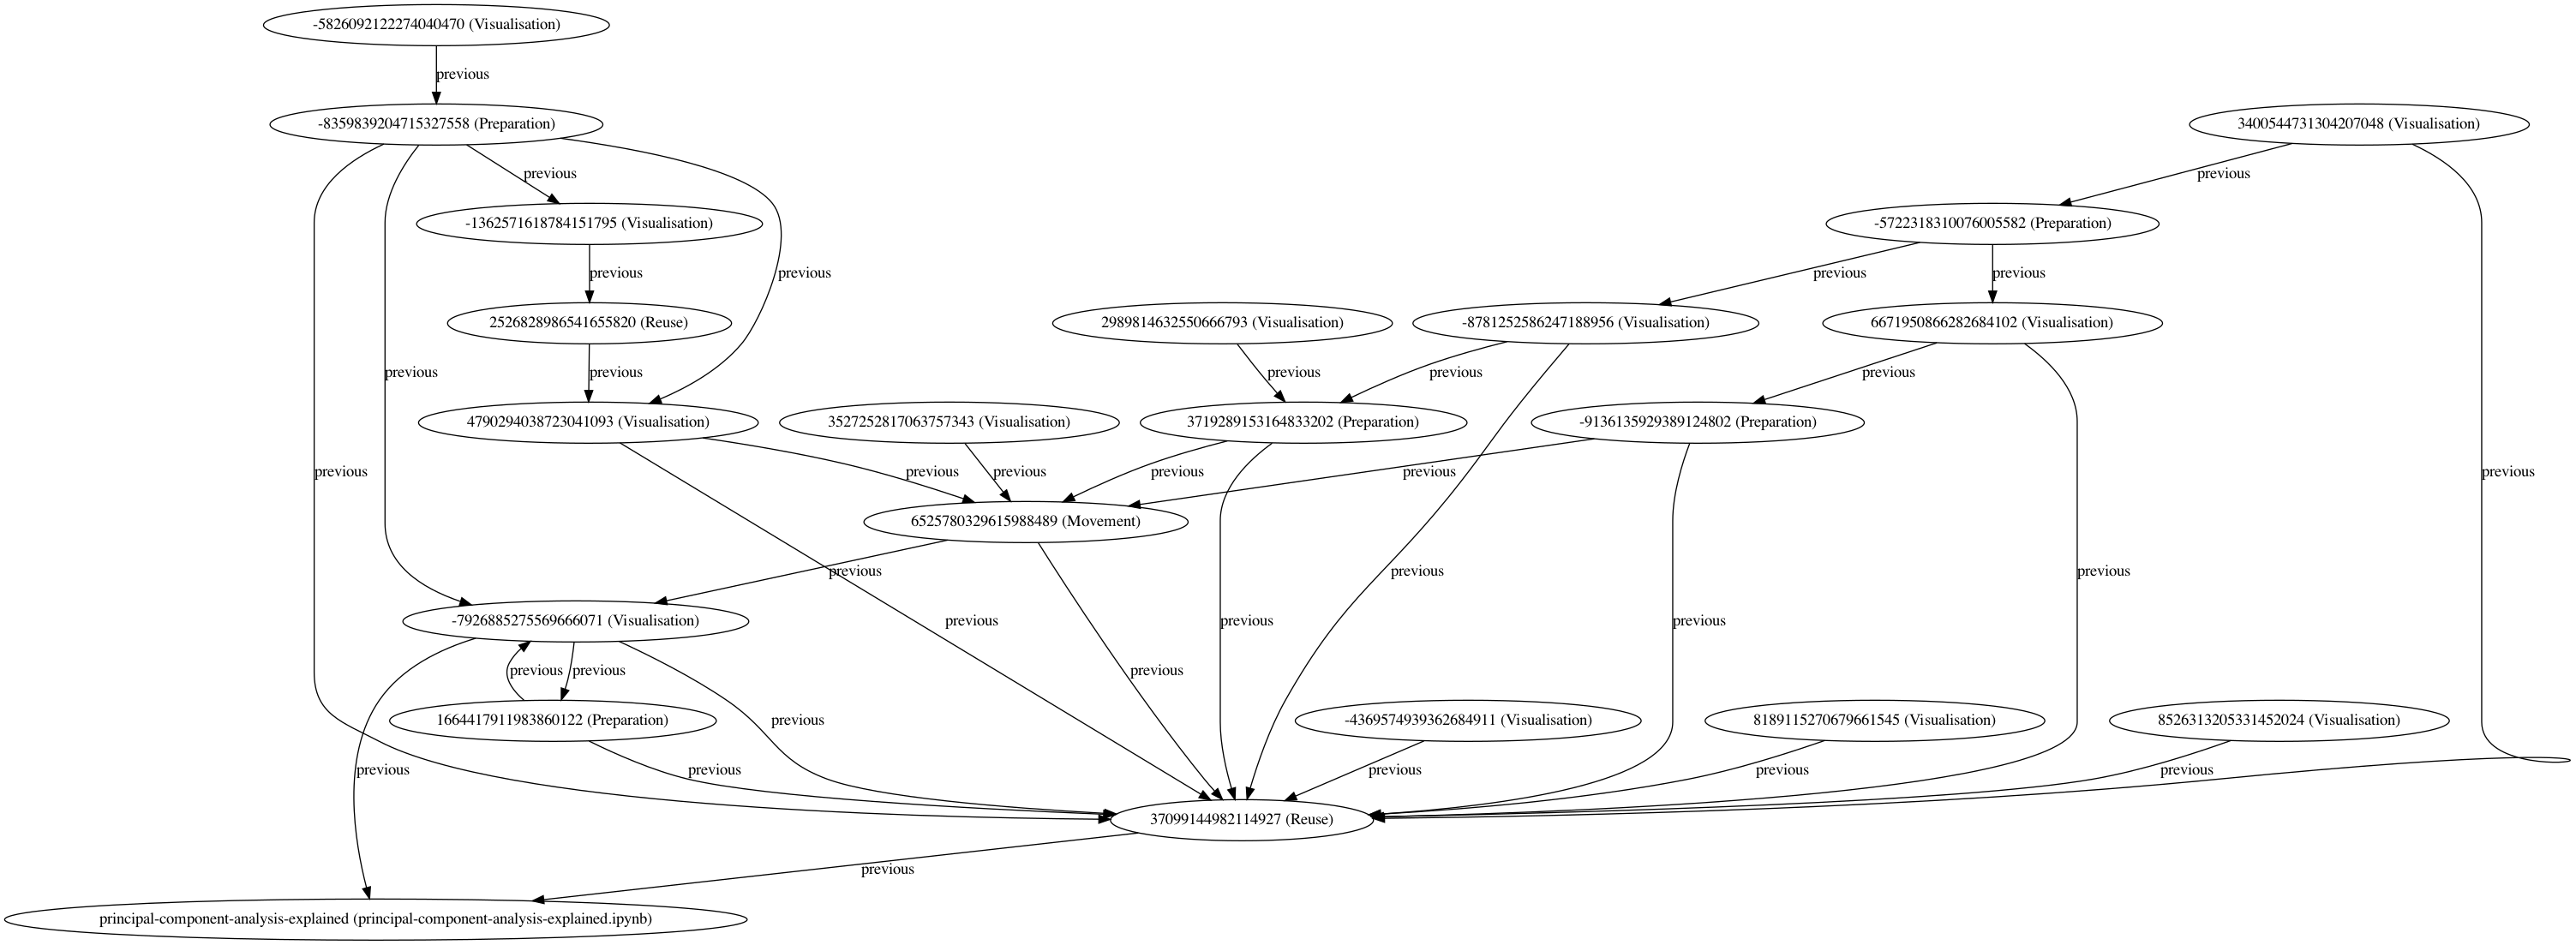 -5826092122274040470 (Visualisation)
previous
-8359839204715327558 (Preparation)
3400544731304207048 (Visualisation)
previous
previous
-1362571618784151795 (Visualisation)
-5722318310076005582 (Preparation)
previous
previous
previous
previous
2526828986541655820 (Reuse)
2989814632550666793 (Visualisation)
-8781252586247188956 (Visualisation)
6671950866282684102 (Visualisation)
previous
previous
previous
previous
previous
4790294038723041093 (Visualisation)
3527252817063757343 (Visualisation)
3719289153164833202 (Preparation)
-9136135929389124802 (Preparation)
previous
previous
previous
previous
previous
previous
6525780329615988489 (Movement)
previous
previous
previous
-7926885275569666071 (Visualisation)
previous
previous
previous
previous
previous
previous
1664417911983860122 (Preparation)
previous
-4369574939362684911 (Visualisation)
8189115270679661545 (Visualisation)
8526313205331452024 (Visualisation)
previous
previous
previous
previous
previous
37099144982114927 (Reuse)
previous
principal-component-analysis-explained (principal-component-analysis-explained.ipynb)